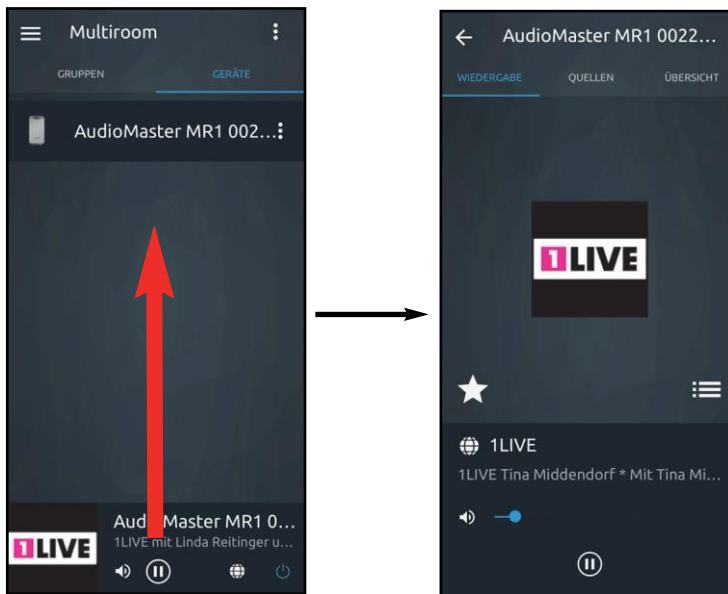 Multiroom
GRUPPEN GERÄTE
AudioMaster MR1 002...
1LIVE
AudioMaster MR1 0...
1LIVE mit Linda Reitinger u...
AudioMaster MR1 0022...
WIEDERGABE QUELLEN ÜBERSICHT
1LIVE
1LIVE
1LIVE Tina Middendorf * Mit Tina Mi...